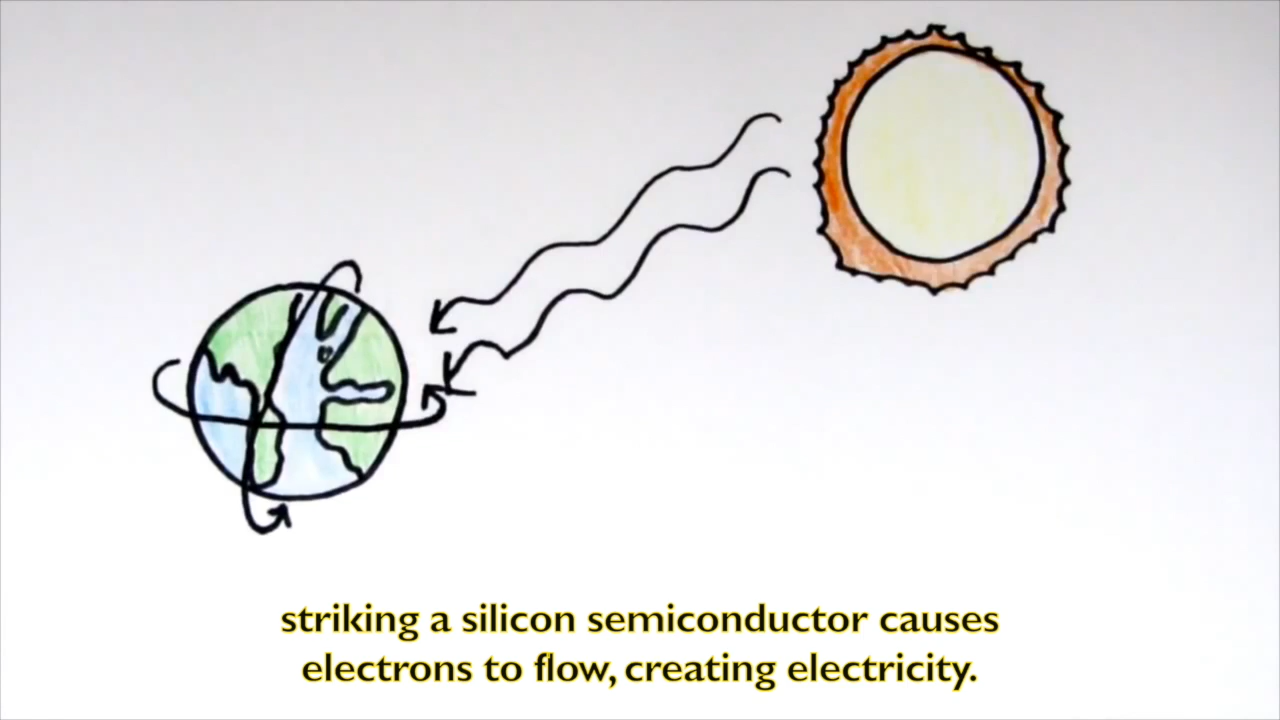 striking a silicon semiconductor causes
electrons to flow, creating electricity.